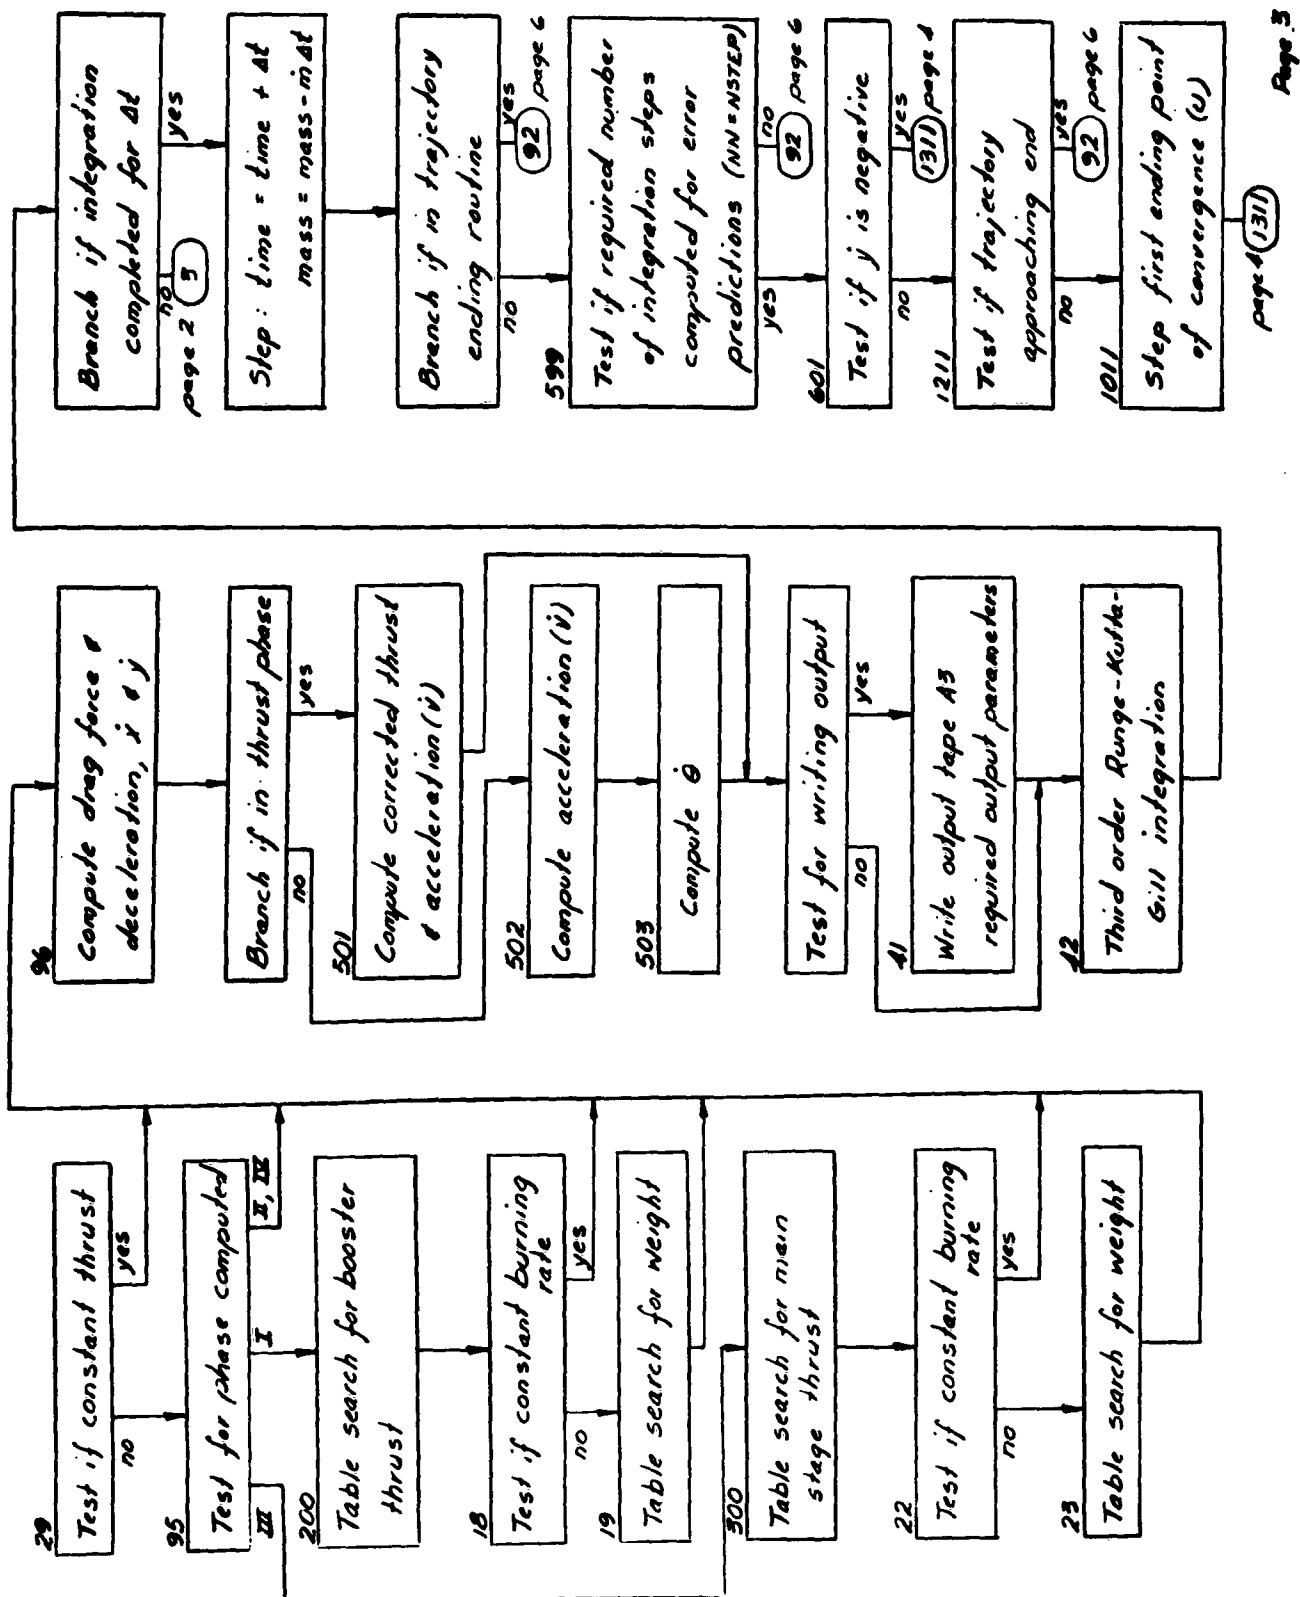 29
Test if constant thrust
no
yes
95
Test for phase computed
III
I
II, IV
200
Table search for booster
thrust
18
Test if constant burning
rate
no
yes
19
Table search for weight
300
Table search for main
stage thrust
22
Test if constant burning
rate
no
yes
23
Table search for weight
96
Compute drag force &
deceleration, ẋ & ẏ
Branch if in thrust phase
no
yes
501
Compute corrected thrust
& acceleration (v̇)
502
Compute acceleration (v̇)
503
Compute θ̇
Test for writing output
no
yes
41
Write output tape A3
required output parameters
42
Third order Runge-Kutta-
Gill integration
Branch if integration
completed for Δt
no
yes
page 2
5
Step: time = time + Δt
mass = mass - ṁ Δt
Branch if in trajectory
ending routine
no
yes
92
page 6
599
Test if required number
of integration steps
computed for error
predictions (NN = NSTEP)
yes
no
92
page 6
601
Test if ẏ is negative
no
yes
1311
page 4
1211
Test if trajectory
approaching end
no
yes
92
page 6
1011
Step first ending point
of convergence (U)
page 4
1311
Page 3